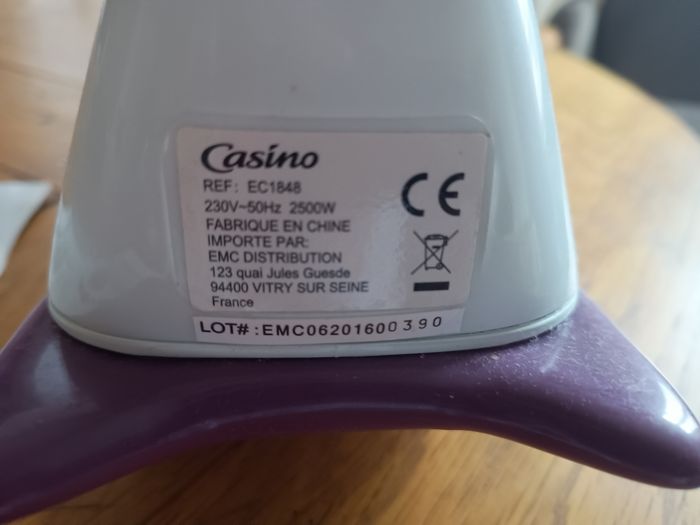 Casino
REF: EC1848
230V~50Hz 2500W
FABRIQUE EN CHINE
IMPORTE PAR:
EMC DISTRIBUTION
123 quai Jules Guesde
94400 VITRY SUR SEINE
France
CE
LOT#:EMC06201600390